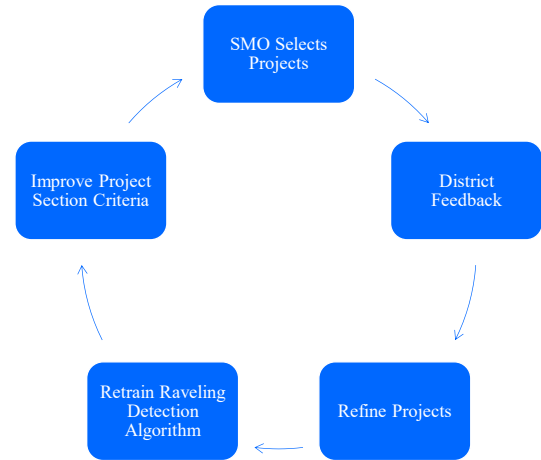 SMO Selects
Projects
District
Feedback
Refine Projects
Retrain Raveling
Detection
Algorithm
Improve Project
Section Criteria